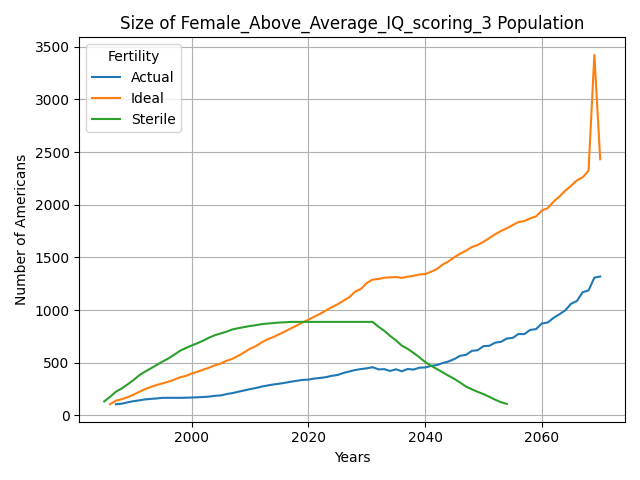 Size of Female_Above_Average_IQ_scoring_3 Population
Number of Americans
3500
3000
2500
2000
1500
1000
500
0
Fertility
Actual
Ideal
Sterile
2000
2020
2040
2060
Years